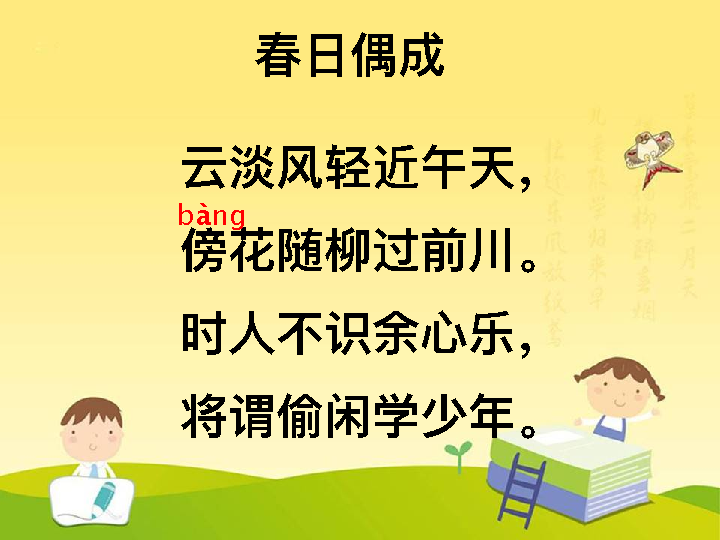 春日偶成
云淡风轻近午天，
bàng
傍花随柳过前川。
时人不识余心乐，
将谓偷闲学少年。